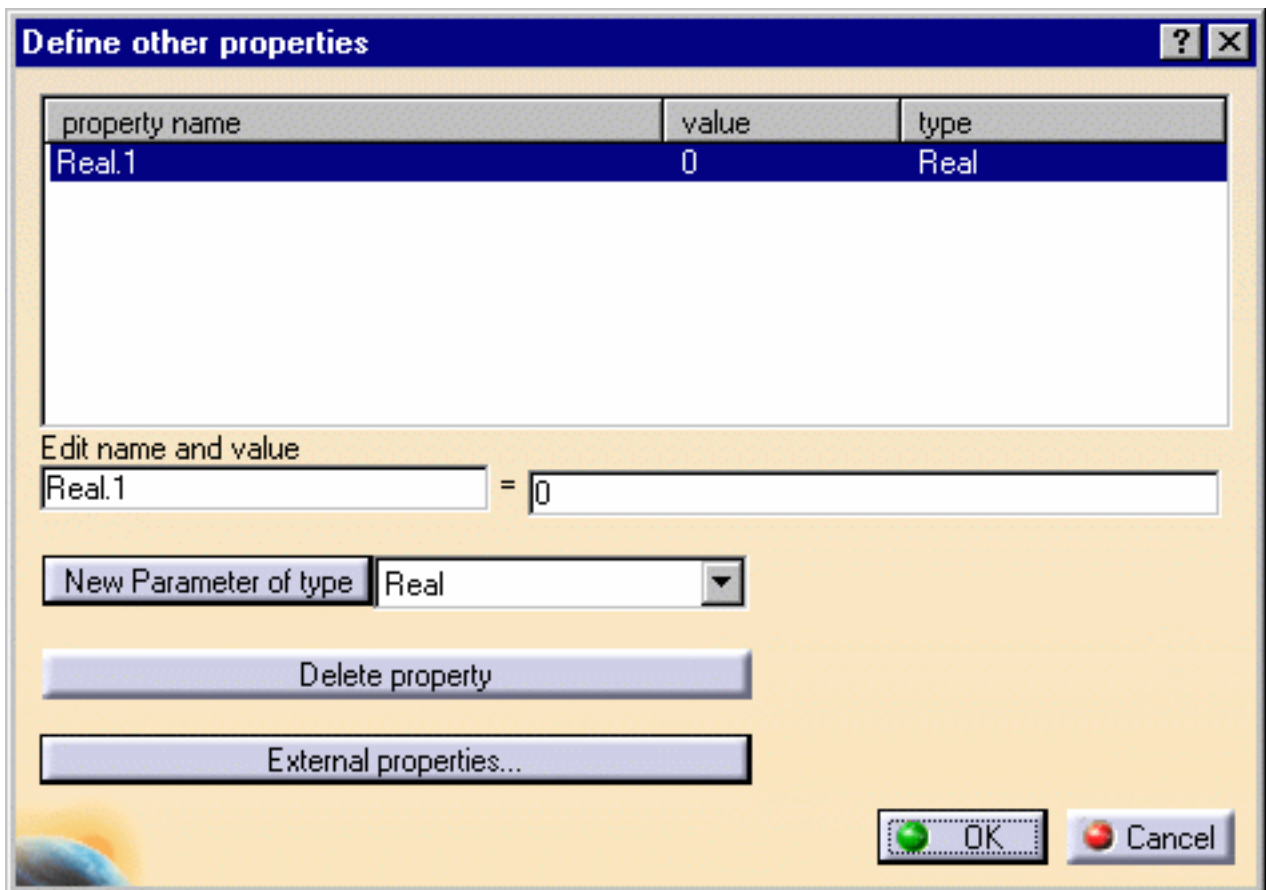 Define other properties ?
property name value type
Real.1 0 Real
Edit name and value
Real.1 = 0
New Parameter of type Real
Delete property
External properties...
OK Cancel